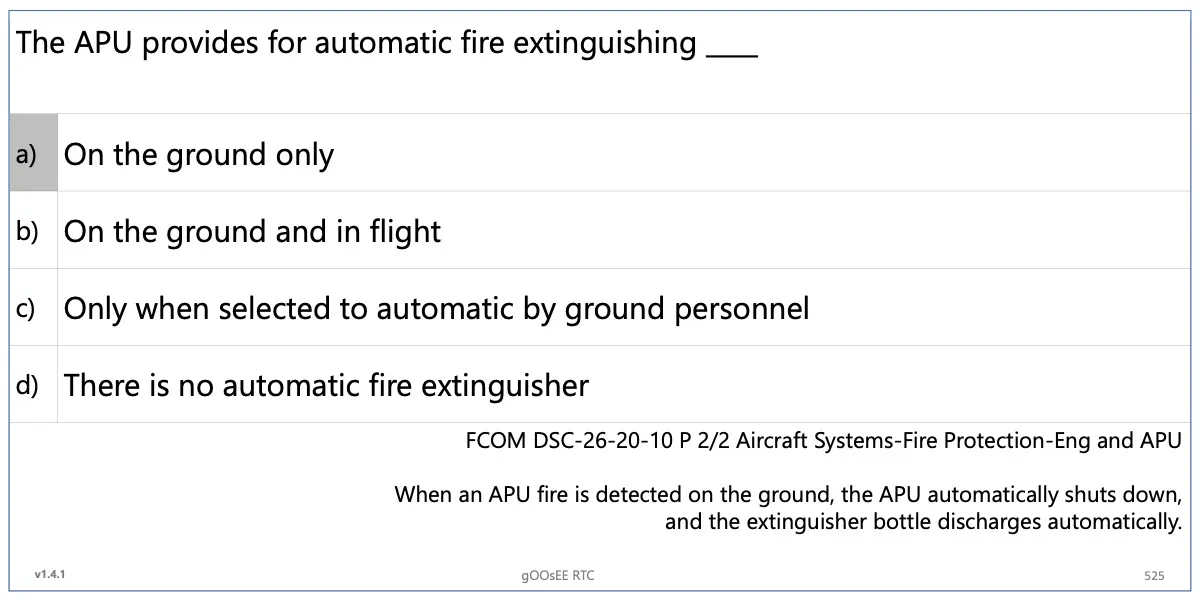 The APU provides for automatic fire extinguishing ____
a) On the ground only
b) On the ground and in flight
c) Only when selected to automatic by ground personnel
d) There is no automatic fire extinguisher
FCOM DSC-26-20-10 P 2/2 Aircraft Systems-Fire Protection-Eng and APU
When an APU fire is detected on the ground, the APU automatically shuts down,
and the extinguisher bottle discharges automatically.
v1.4.1 gOOsEE RTC 525